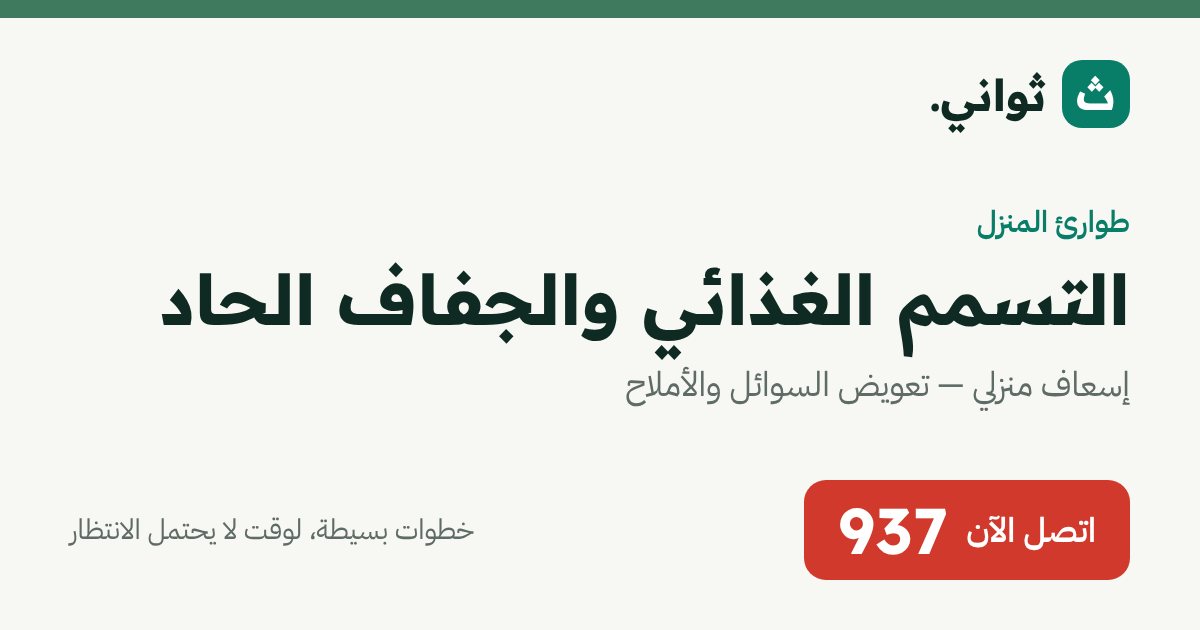 ث ثواني.
طوارئ المنزل
التسمم الغذائي والجفاف الحاد
إسعاف منزلي — تعويض السوائل والأملاح
اتصل الآن 937
خطوات بسيطة، لوقت لا يحتمل الانتظار